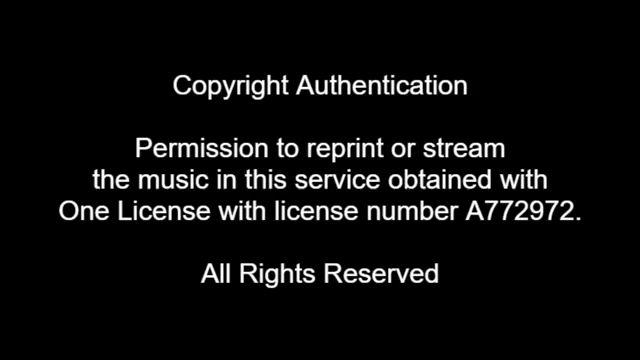 Copyright Authentication
Permission to reprint or stream
the music in this service obtained with
One License with license number A772972.
All Rights Reserved